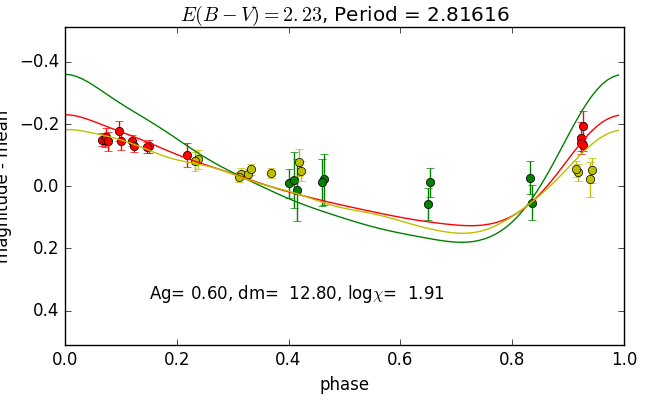 E(B − V) = 2.23, Period = 2.81616
magnitude - mean
−0.4
−0.2
0.0
0.2
0.4
Ag= 0.60, dm= 12.80, logχ= 1.91
0.0 0.2 0.4 0.6 0.8 1.0
phase